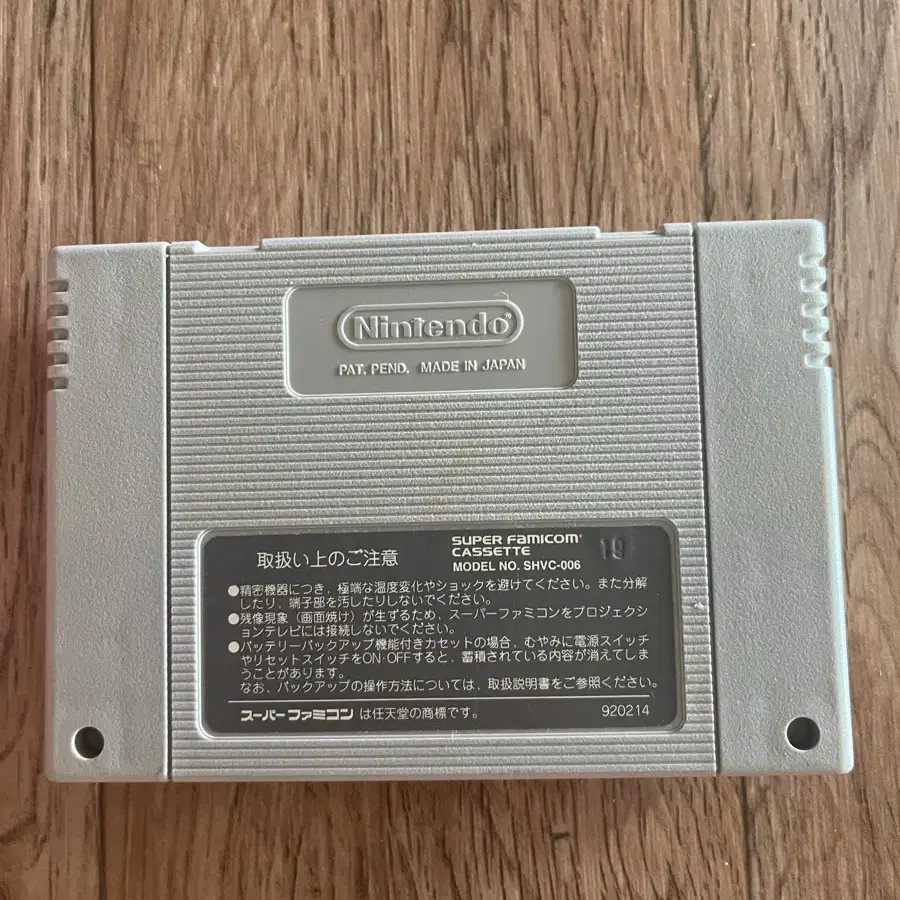 Nintendo®
PAT. PEND. MADE IN JAPAN
取扱い上のご注意
SUPER FAMICOM®
CASSETTE
MODEL NO. SHVC-006
19
●精密機器につき、極端な温度変化やショックを避けてください。また分解
したり、端子部を汚したりしないでください。
●残像現象(画面焼け)が生ずるため、スーパーファミコンをプロジェクシ
ョンテレビには接続しないでください。
●バッテリーバックアップ機能付きカセットの場合、むやみに電源スイッチ
やリセットスイッチをON·OFFすると、蓄積されている内容が消えてしま
うことがあります。
なお、バックアップの操作方法については、取扱説明書をご参照ください。
スーパーファミコンは任天堂の商標です。
920214